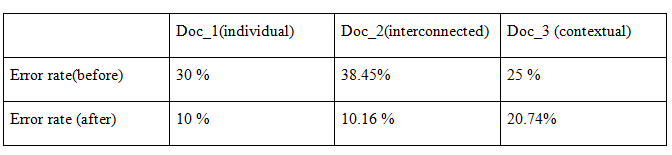 Doc_1(individual) Doc_2(interconnected) Doc_3 (contextual)
Error rate(before) 30 % 38.45% 25 %
Error rate (after) 10 % 10.16 % 20.74%